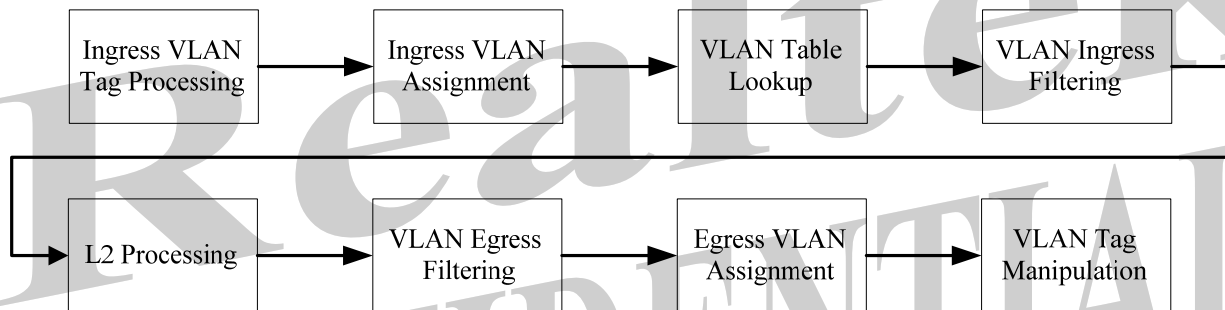 Ingress VLAN
Tag Processing
Ingress VLAN
Assignment
VLAN Table
Lookup
VLAN Ingress
Filtering
L2 Processing
VLAN Egress
Filtering
Egress VLAN
Assignment
VLAN Tag
Manipulation
Realtek